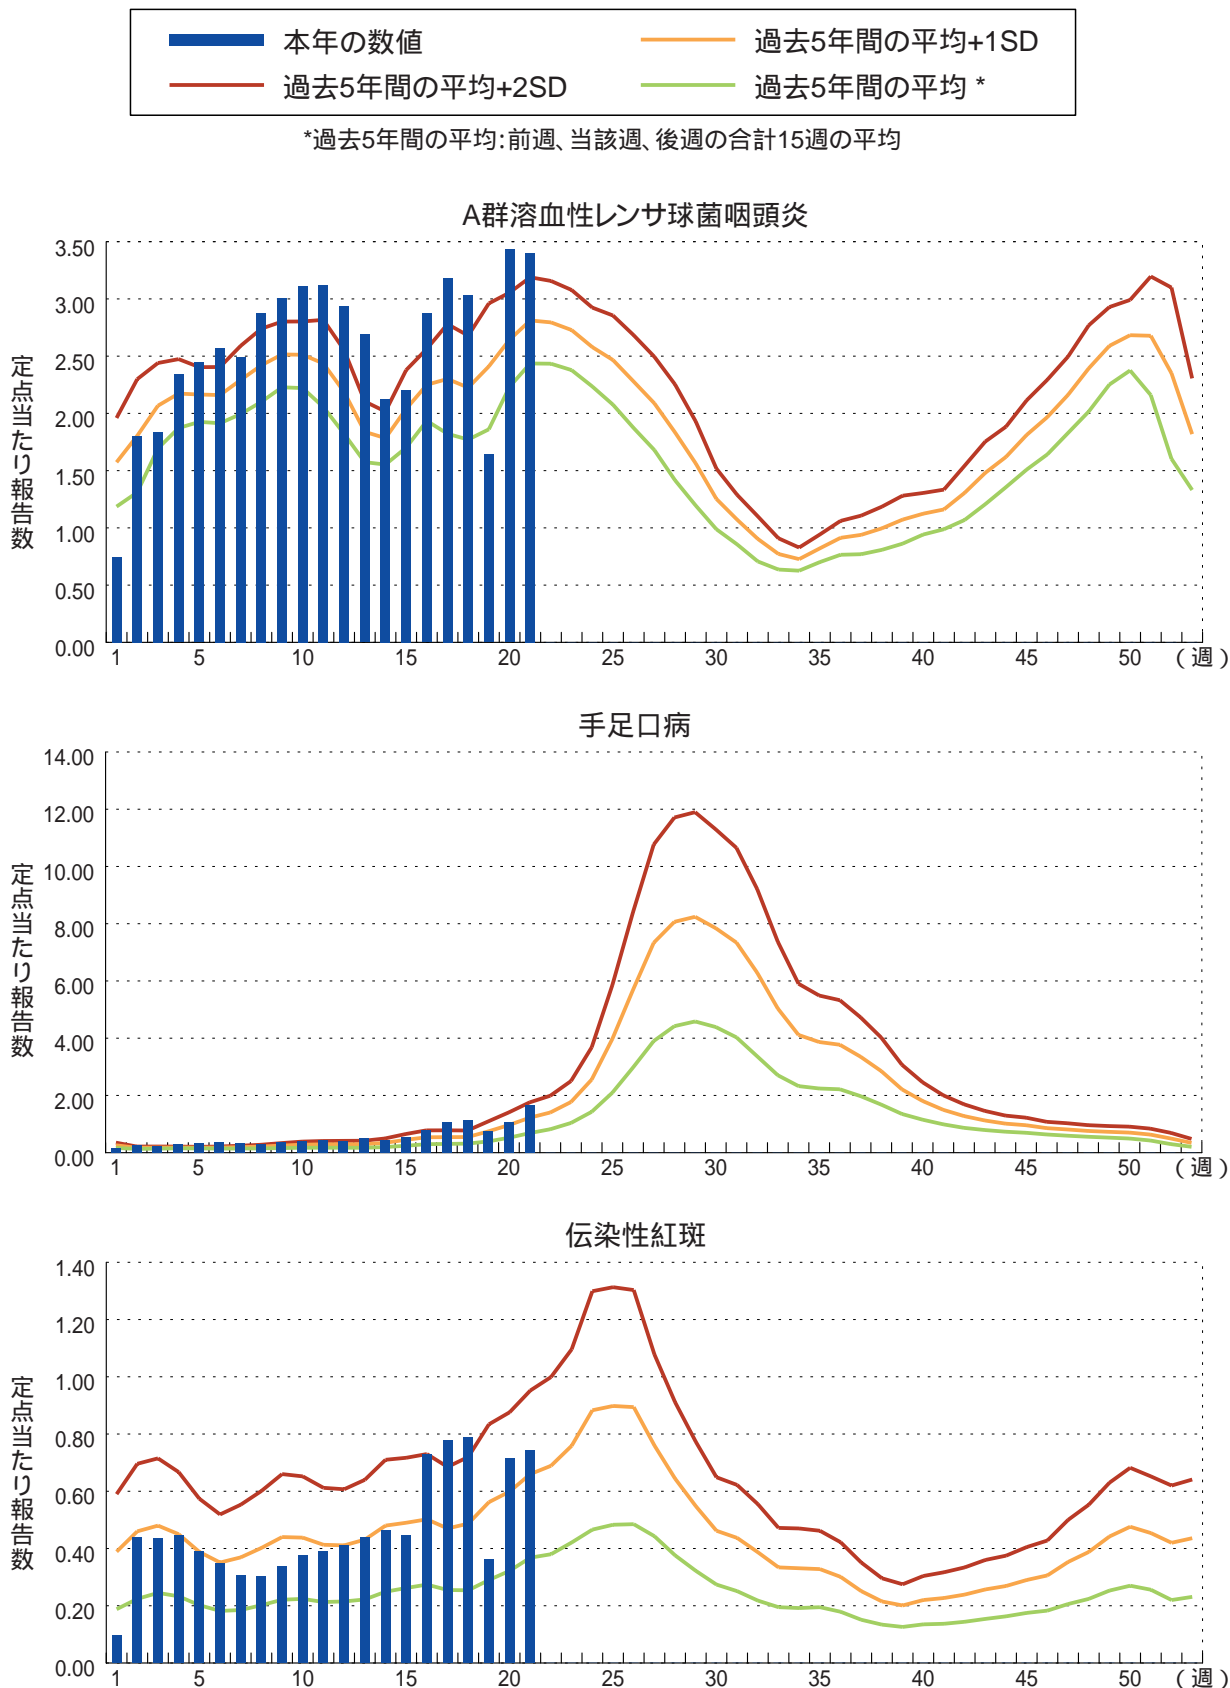 本年の数値 過去5年間の平均+1SD
過去5年間の平均+2SD 過去5年間の平均 *
*過去5年間の平均:前週、当該週、後週の合計15週の平均
A群溶血性レンサ球菌咽頭炎
定点当たり報告数
3.50
3.00
2.50
2.00
1.50
1.00
0.50
0.00
1 5 10 15 20 25 30 35 40 45 50 (週)
手足口病
定点当たり報告数
14.00
12.00
10.00
8.00
6.00
4.00
2.00
0.00
1 5 10 15 20 25 30 35 40 45 50 (週)
伝染性紅斑
定点当たり報告数
1.40
1.20
1.00
0.80
0.60
0.40
0.20
0.00
1 5 10 15 20 25 30 35 40 45 50 (週)